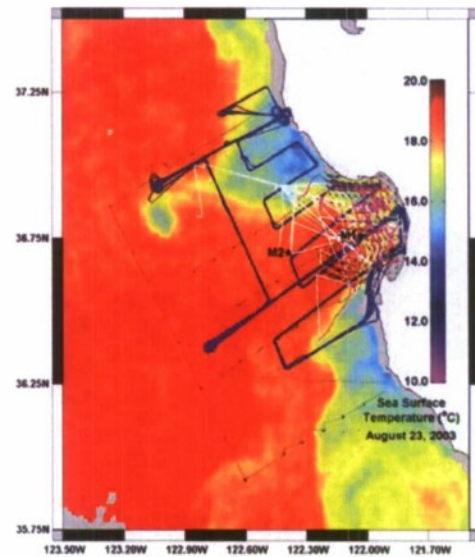 37.25N
20.0
18.0
36.75N
M2
M1
16.0
14.0
12.0
36.25N
10.0
Sea Surface
Temperature (°C)
August 23, 2003
35.75N
123.50W 123.20W 122.90W 122.60W 122.30W 122.00W 121.70W